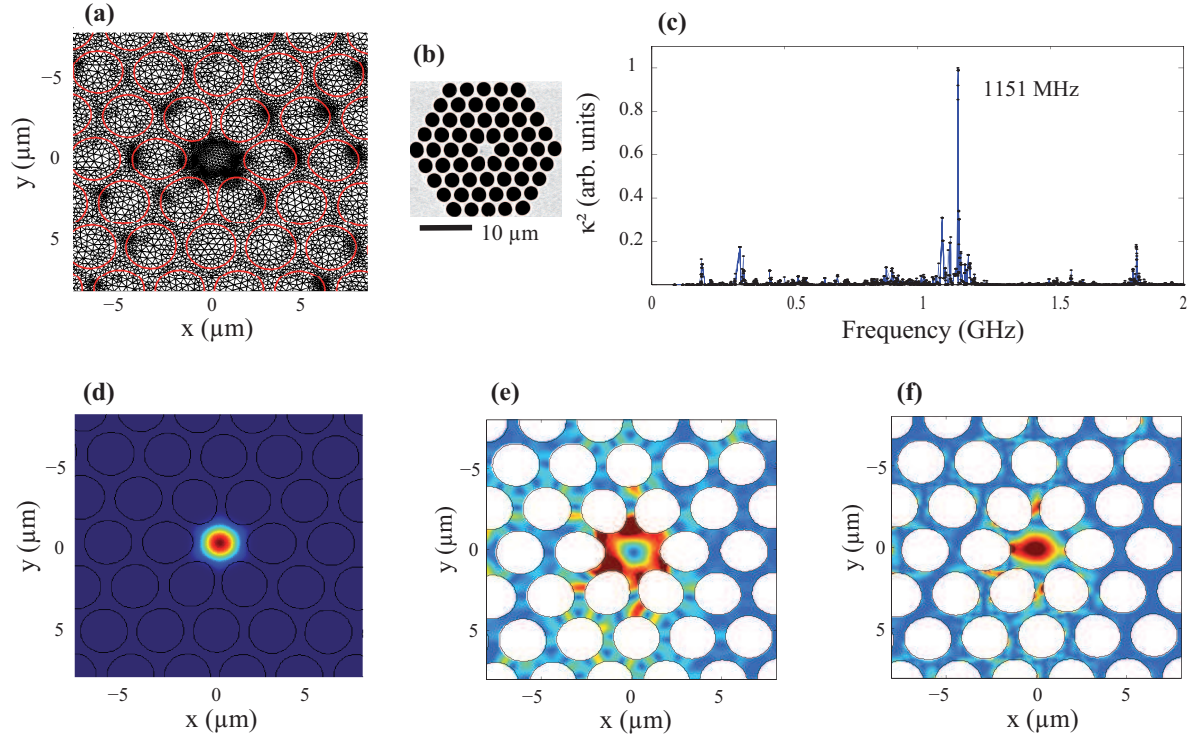 (a)
−5
0
5
y (μm)
−5
0
5
x (μm)
(b)
10 μm
(c)
1
0.8
0.6
0.4
0.2
κ² (arb. units)
1151 MHz
0
0.5
1
1.5
2
Frequency (GHz)
(d)
−5
0
5
y (μm)
−5
0
5
x (μm)
(e)
−5
0
5
y (μm)
−5
0
5
x (μm)
(f)
−5
0
5
y (μm)
−5
0
5
x (μm)